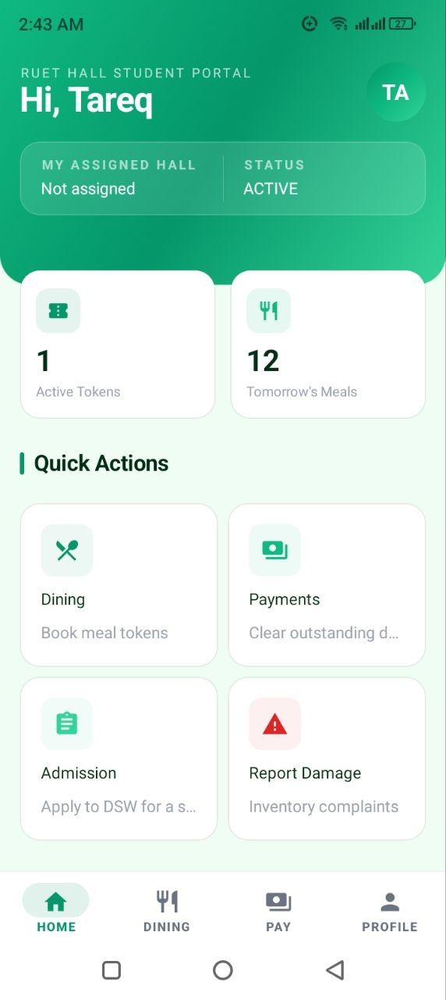 2:43 AM
27
RUET HALL STUDENT PORTAL
Hi, Tareq
TA
MY ASSIGNED HALL
Not assigned
STATUS
ACTIVE
1
Active Tokens
12
Tomorrow's Meals
Quick Actions
Dining
Book meal tokens
Payments
Clear outstanding d...
Admission
Apply to DSW for a s...
Report Damage
Inventory complaints
HOME
DINING
PAY
PROFILE